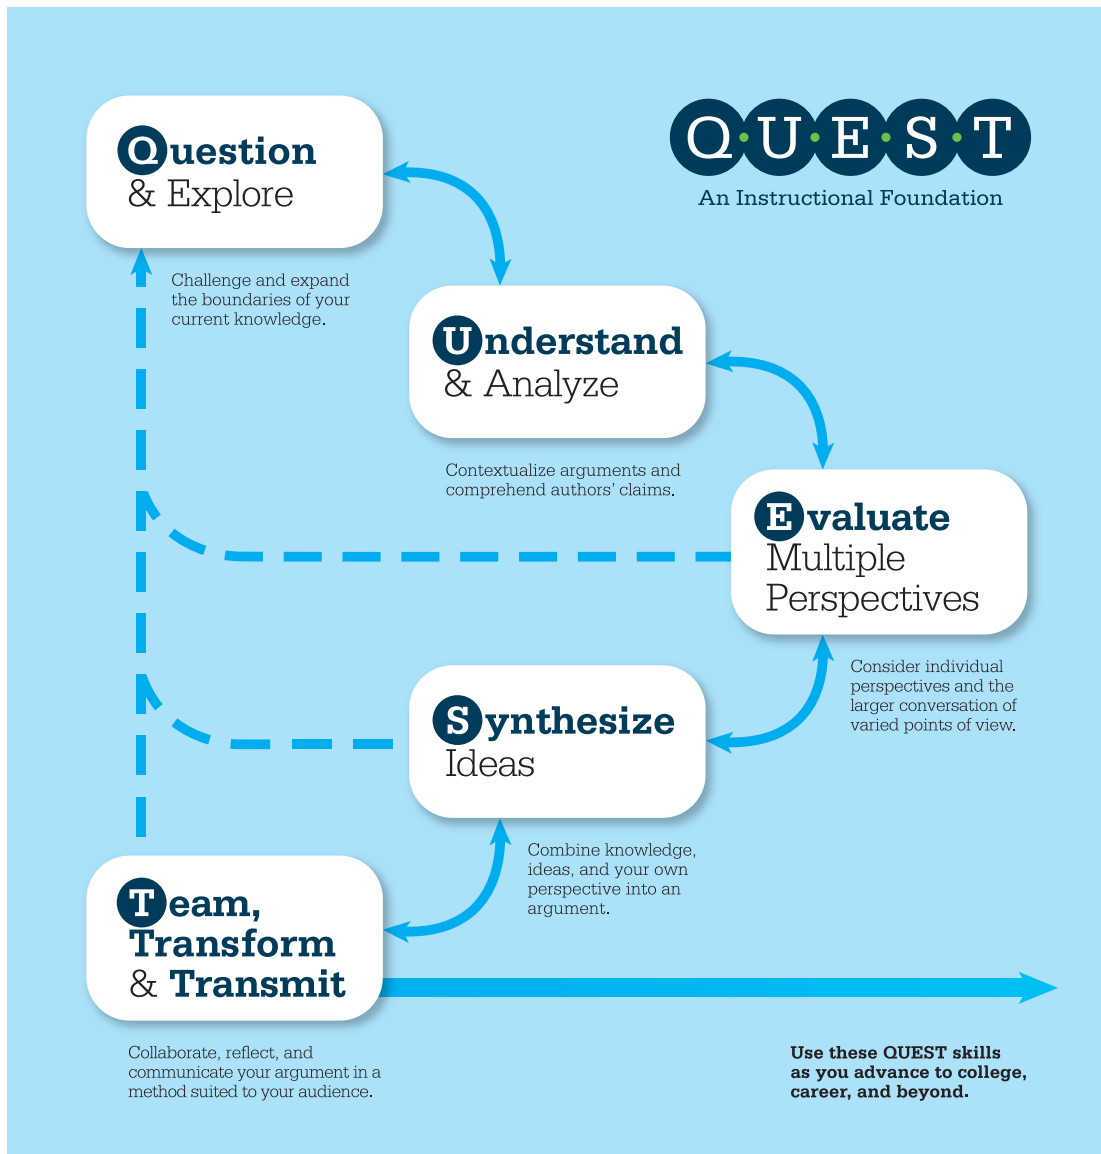 Question
& Explore
Q·U·E·S·T
An Instructional Foundation
Challenge and expand
the boundaries of your
current knowledge.
Understand
& Analyze
Contextualize arguments and
comprehend authors’ claims.
Evaluate
Multiple
Perspectives
Consider individual
perspectives and the
larger conversation of
varied points of view.
Synthesize
Ideas
Combine knowledge,
ideas, and your own
perspective into an
argument.
Team,
Transform
& Transmit
Collaborate, reflect, and
communicate your argument in a
method suited to your audience.
Use these QUEST skills
as you advance to college,
career, and beyond.